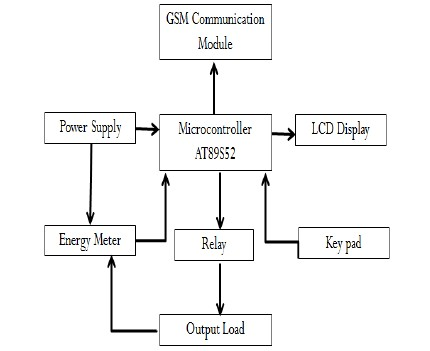 GSM Communication
Module
Power Supply
Microcontroller
AT89S52
LCD Display
Energy Meter
Relay
Key pad
Output Load